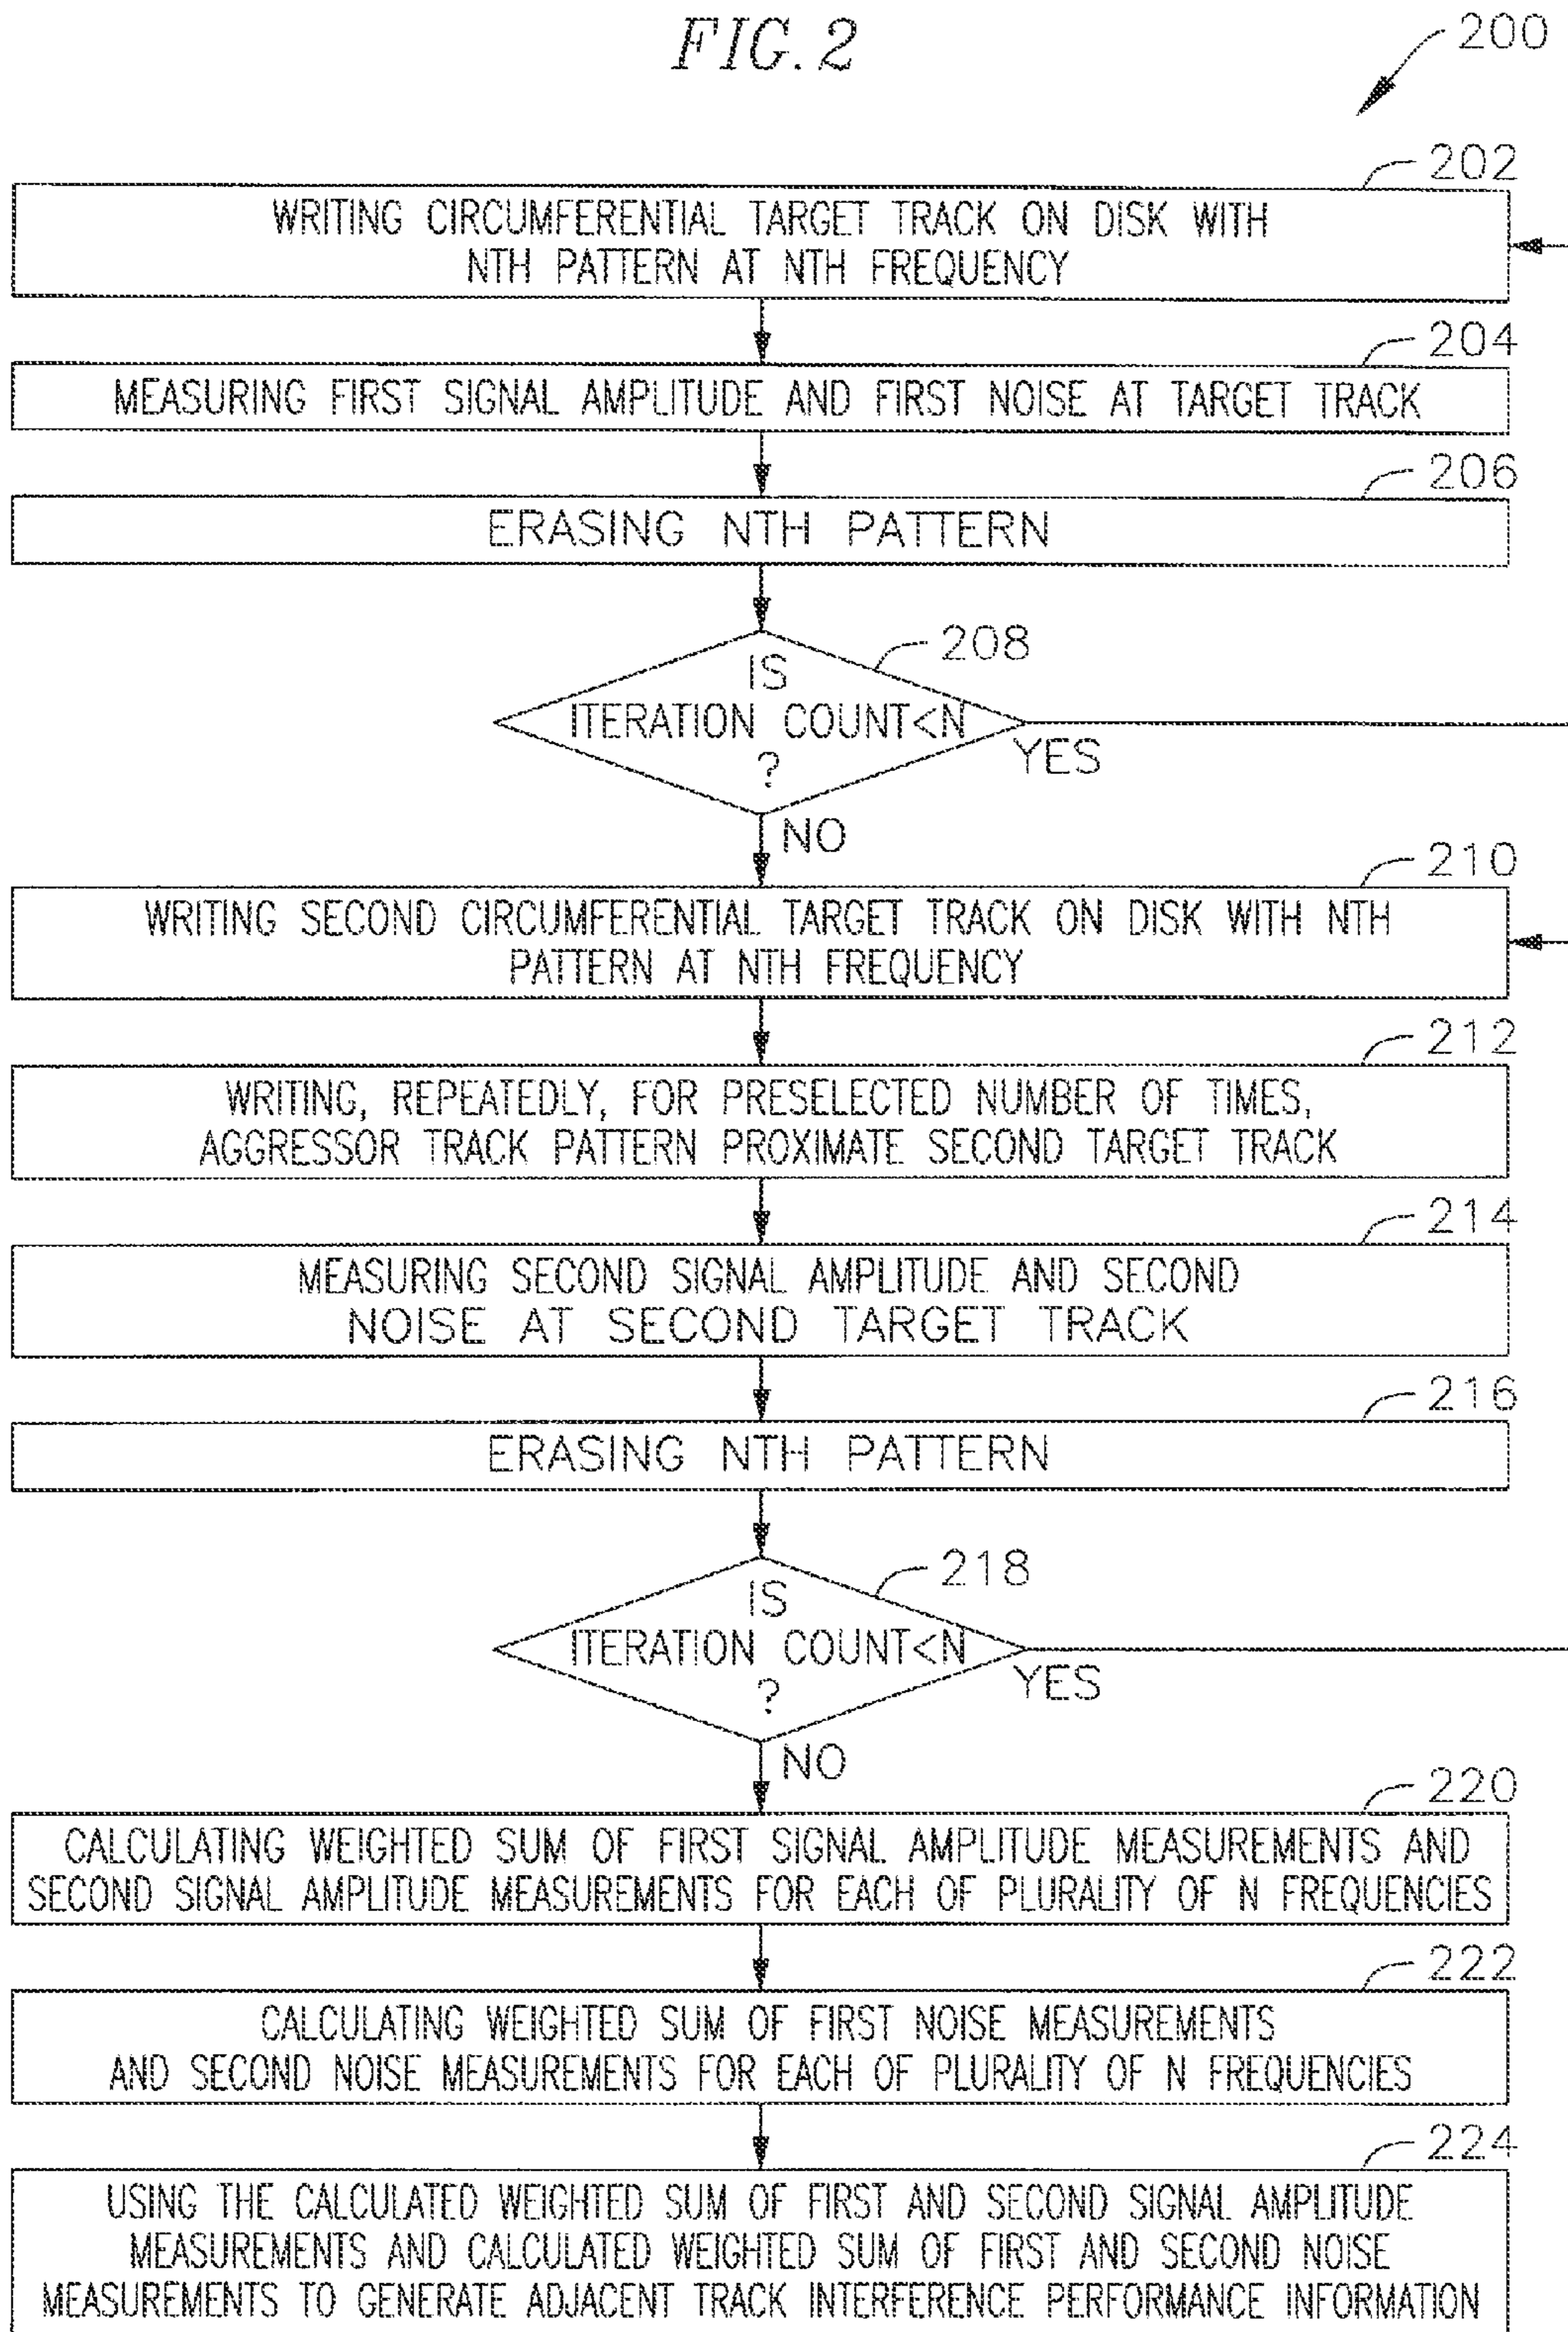 FIG. 2
200
202
WRITING CIRCUMFERENTIAL TARGET TRACK ON DISK WITH
NTH PATTERN AT NTH FREQUENCY
204
MEASURING FIRST SIGNAL AMPLITUDE AND FIRST NOISE AT TARGET TRACK
206
ERASING NTH PATTERN
208
IS
ITERATION COUNT<N
?
YES
NO
210
WRITING SECOND CIRCUMFERENTIAL TARGET TRACK ON DISK WITH NTH
PATTERN AT NTH FREQUENCY
212
WRITING, REPEATEDLY, FOR PRESELECTED NUMBER OF TIMES,
AGGRESSOR TRACK PATTERN PROXIMATE SECOND TARGET TRACK
214
MEASURING SECOND SIGNAL AMPLITUDE AND SECOND
NOISE AT SECOND TARGET TRACK
216
ERASING NTH PATTERN
218
IS
ITERATION COUNT<N
?
YES
NO
220
CALCULATING WEIGHTED SUM OF FIRST SIGNAL AMPLITUDE MEASUREMENTS AND
SECOND SIGNAL AMPLITUDE MEASUREMENTS FOR EACH OF PLURALITY OF N FREQUENCIES
222
CALCULATING WEIGHTED SUM OF FIRST NOISE MEASUREMENTS
AND SECOND NOISE MEASUREMENTS FOR EACH OF PLURALITY OF N FREQUENCIES
224
USING THE CALCULATED WEIGHTED SUM OF FIRST AND SECOND SIGNAL AMPLITUDE
MEASUREMENTS AND CALCULATED WEIGHTED SUM OF FIRST AND SECOND NOISE
MEASUREMENTS TO GENERATE ADJACENT TRACK INTERFERENCE PERFORMANCE INFORMATION